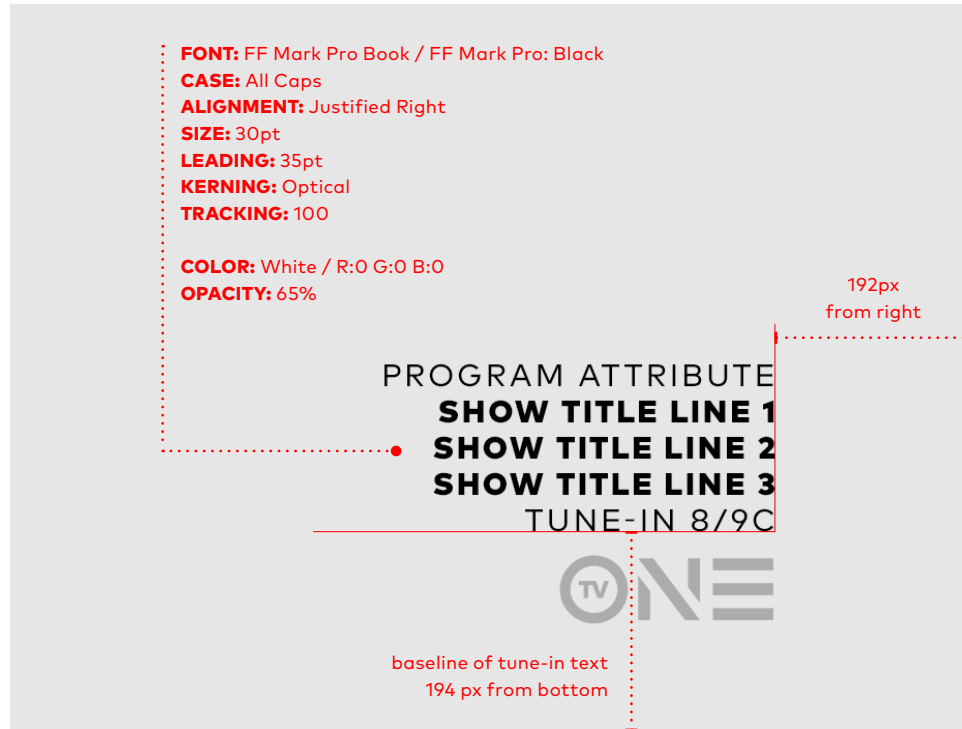 FONT: FF Mark Pro Book / FF Mark Pro: Black
CASE: All Caps
ALIGNMENT: Justified Right
SIZE: 30pt
LEADING: 35pt
KERNING: Optical
TRACKING: 100
COLOR: White / R:0 G:0 B:0
OPACITY: 65%
192px
from right
PROGRAM ATTRIBUTE
SHOW TITLE LINE 1
SHOW TITLE LINE 2
SHOW TITLE LINE 3
TUNE-IN 8/9C
TV ONE
baseline of tune-in text
194 px from bottom